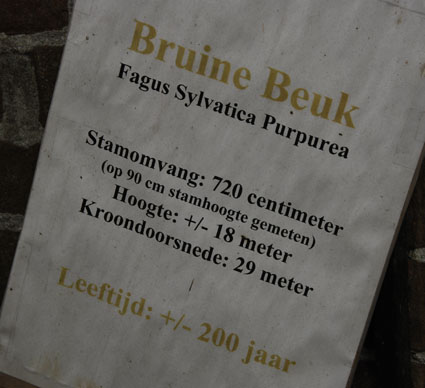 Bruine Beuk
Fagus Sylvatica Purpurea
Stamomvang: 720 centimeter
(op 90 cm stamhoogte gemeten)
Hoogte: +/- 18 meter
Kroondoorsnede: 29 meter
Leeftijd: +/- 200 jaar